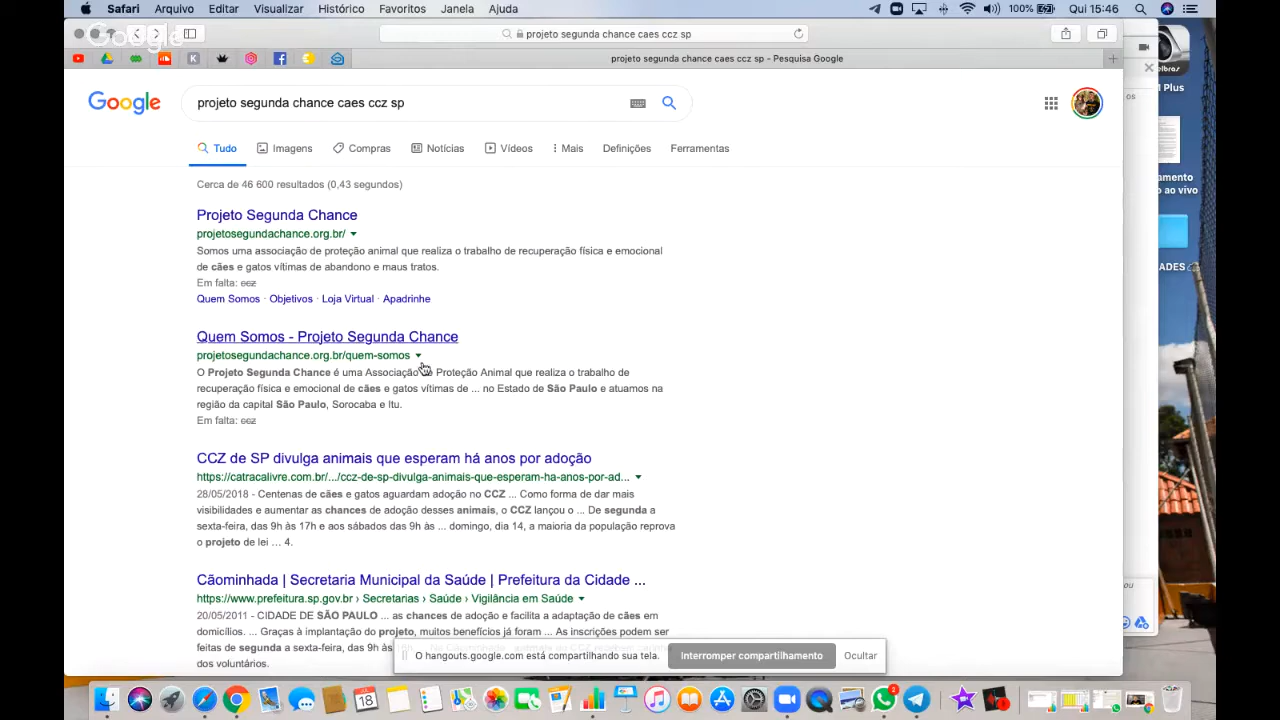 Safari Arquivo Editar Visualizar Histórico Favoritos Janela Ajuda 100% Qui 15:46
Google
projeto segunda chance caes ccz sp
projeto segunda chance caes ccz sp - Pesquisa Google
Google projeto segunda chance caes ccz sp
Tudo Imagens Compras Vídeos Mais Definições Ferramentas
Cerca de 46 600 resultados (0,43 segundos)
Projeto Segunda Chance
projetosegundachance.org.br/
Somos uma associação de proteção animal que realiza o trabalho de recuperação física e emocional
de cães e gatos vítimas de abandono e maus tratos.
Em falta: ccz
Quem Somos · Objetivos · Loja Virtual · Apadrinhe
Quem Somos - Projeto Segunda Chance
projetosegundachance.org.br/quem-somos
O Projeto Segunda Chance é uma Associação Proteção Animal que realiza o trabalho de
recuperação física e emocional de cães e gatos vítimas de ... no Estado de São Paulo e atuamos na
região da capital São Paulo, Sorocaba e Itu.
Em falta: ccz
CCZ de SP divulga animais que esperam há anos por adoção
https://catracalivre.com.br/.../ccz-de-sp-divulga-animais-que-esperam-ha-anos-por-ad...
28/05/2018 - Centenas de cães e gatos aguardam adoção no CCZ ... Como forma de dar mais
visibilidades e aumentar as chances de adoção desses animais, o CCZ lançou o ... De segunda a
sexta-feira, das 9h às 17h e aos sábados das 9h às ... domingo, dia 14, a maioria da população reprova
o projeto de lei ... 4.
Cãominhada | Secretaria Municipal da Saúde | Prefeitura da Cidade ...
https://www.prefeitura.sp.gov.br › Secretarias › Saúde › Vigilância em Saúde
20/05/2011 - CIDADE DE SÃO PAULO ... as chances de adoção e facilita a adaptação de cães em
domicílios. ... Graças à implantação do projeto, muitos benefícios já foram ... As inscrições podem ser
feitas de segunda a sexta-feira, das 9h às
dos voluntários.
O hangouts.google.com está compartilhando sua tela. Interromper compartilhamento Ocultar
os
Plus
amento
o ao vivo
ADES
ou
18